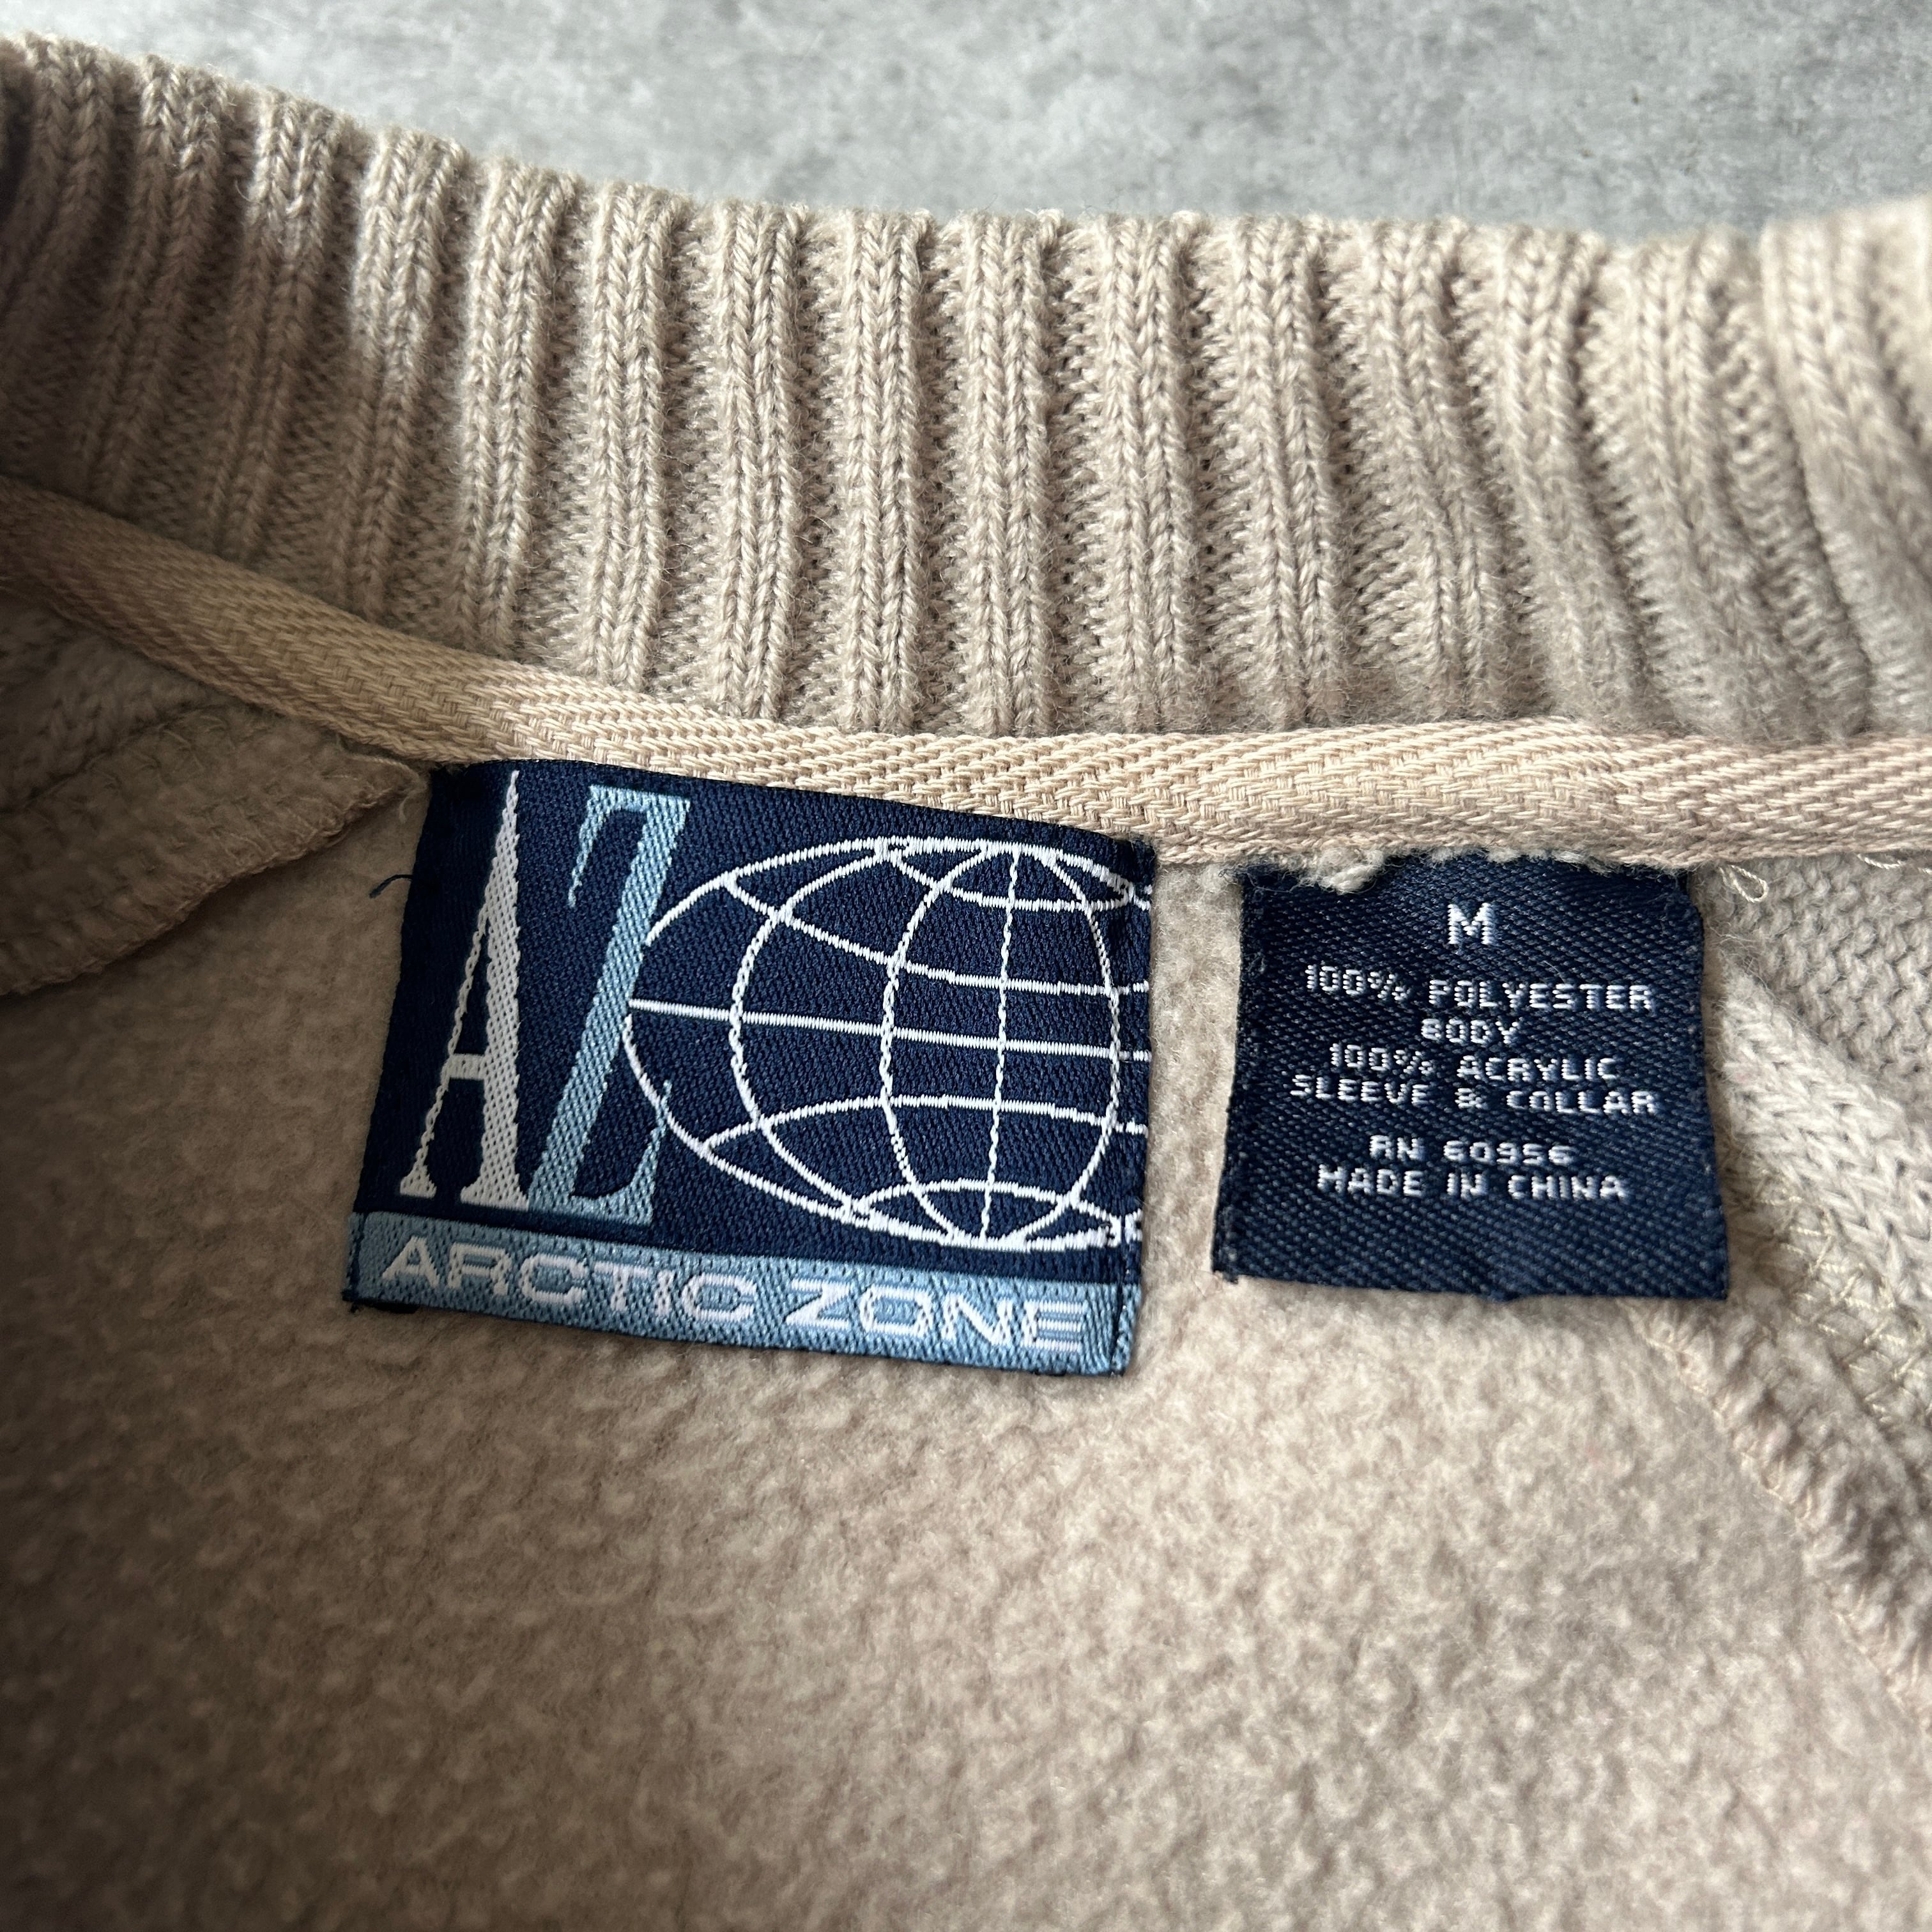 AZ
ARCTIC ZONE
M
100% POLYESTER
BODY
100% ACRYLIC
SLEEVE & COLLAR
RN 60956
MADE IN CHINA